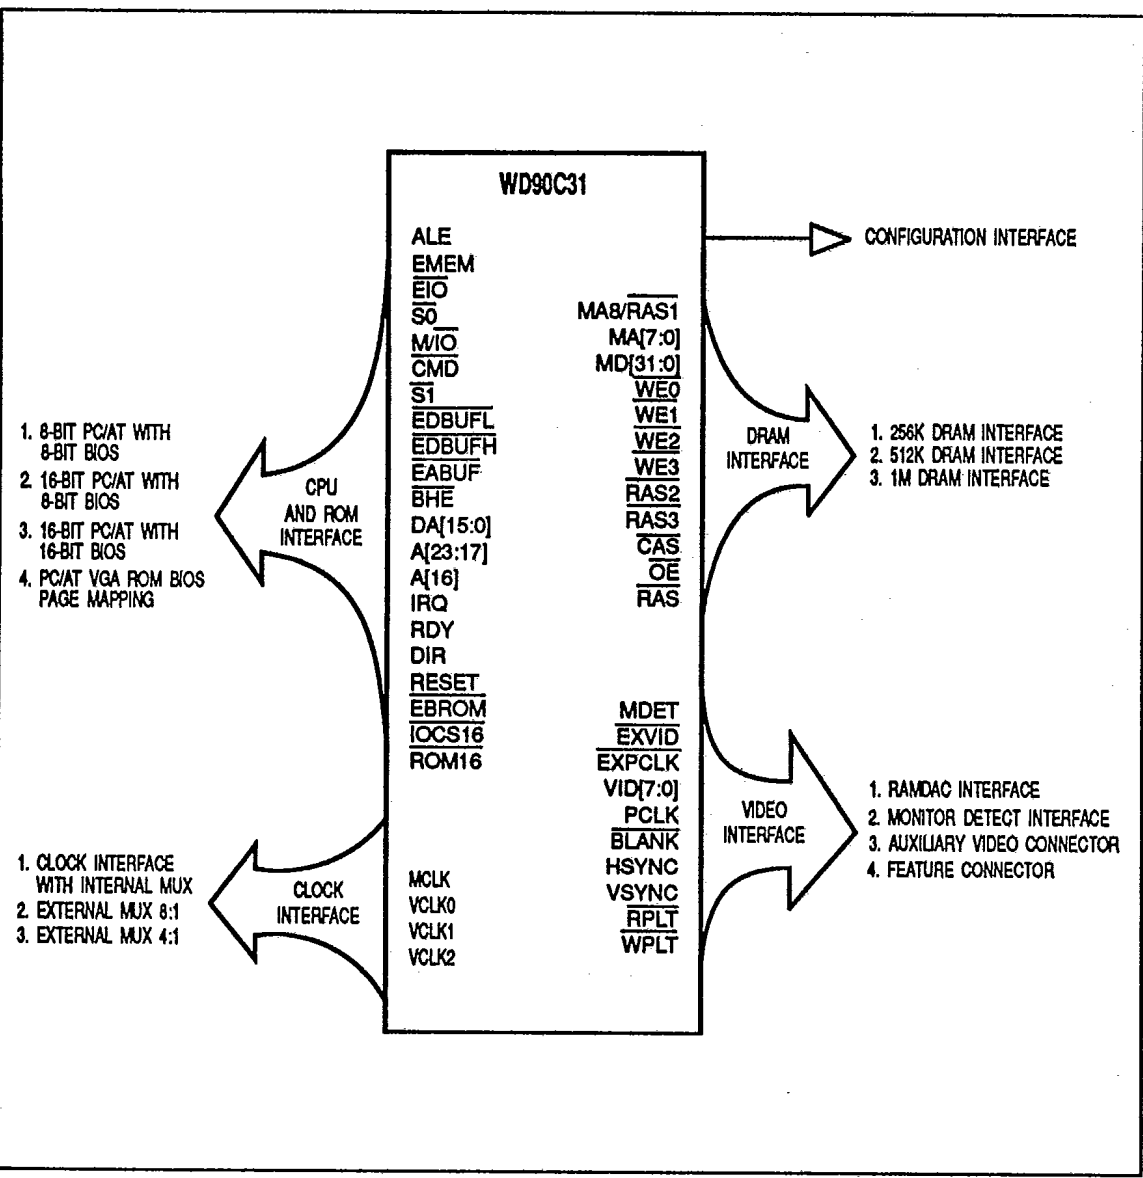 WD90C31
ALE
EMEM
EIO
S0
M/IO
CMD
S1
EDBUFL
EDBUFH
EABUF
BHE
DA[15:0]
A[23:17]
A[16]
IRQ
RDY
DIR
RESET
EBROM
IOCS16
ROM16
MCLK
VCLK0
VCLK1
VCLK2
MA8/RAS1
MA[7:0]
MD[31:0]
WE0
WE1
WE2
WE3
RAS2
RAS3
CAS
OE
RAS
MDET
EXVID
EXPCLK
VID[7:0]
PCLK
BLANK
HSYNC
VSYNC
RPLT
WPLT
1. 8-BIT PC/AT WITH
8-BIT BIOS
2. 16-BIT PC/AT WITH
8-BIT BIOS
3. 16-BIT PC/AT WITH
16-BIT BIOS
4. PC/AT VGA ROM BIOS
PAGE MAPPING
CPU
AND ROM
INTERFACE
1. CLOCK INTERFACE
WITH INTERNAL MUX
2. EXTERNAL MUX 8:1
3. EXTERNAL MUX 4:1
CLOCK
INTERFACE
CONFIGURATION INTERFACE
DRAM
INTERFACE
1. 256K DRAM INTERFACE
2. 512K DRAM INTERFACE
3. 1M DRAM INTERFACE
VIDEO
INTERFACE
1. RAMDAC INTERFACE
2. MONITOR DETECT INTERFACE
3. AUXILIARY VIDEO CONNECTOR
4. FEATURE CONNECTOR